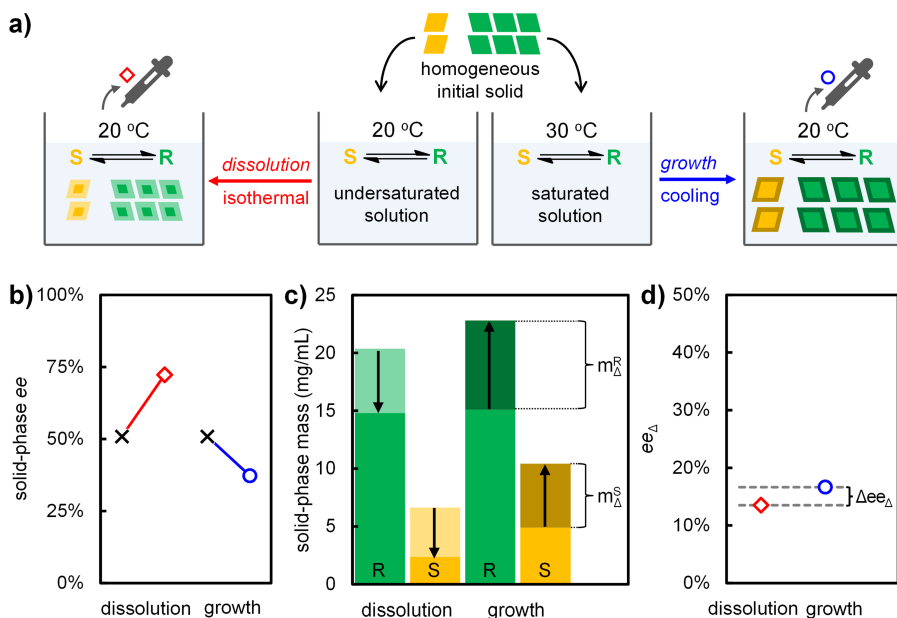 a)
homogeneous
initial solid
20 °C
S R
dissolution
isothermal
20 °C
S R
undersaturated
solution
30 °C
S R
saturated
solution
growth
cooling
20 °C
S R
b)
solid-phase ee
100%
75%
50%
25%
0%
dissolution growth
c)
solid-phase mass (mg/mL)
25
20
15
10
5
0
R S R S
m_Δ^R
m_Δ^S
dissolution growth
d)
ee_Δ
50%
40%
30%
20%
10%
0%
Δee_Δ
dissolution growth